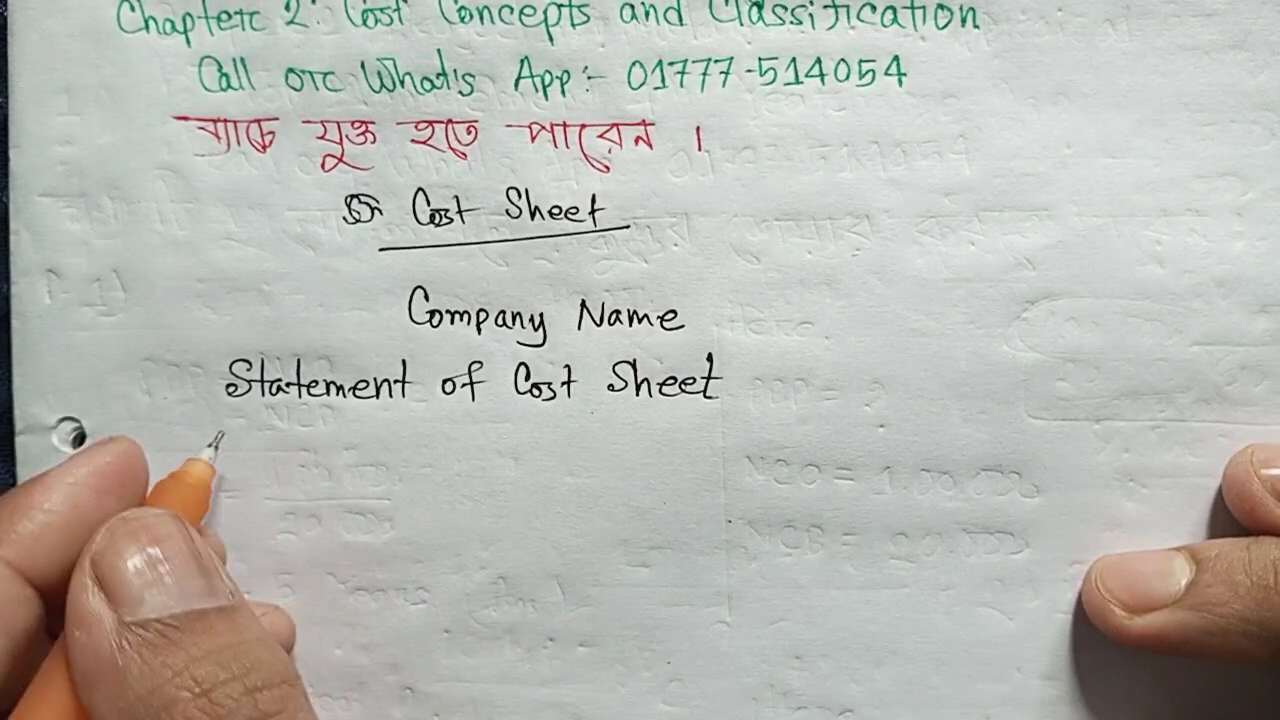 Chapter 2: Cost Concepts and Classification
Call or What's App :- 01777-514054
ব্যাচে যুক্ত হতে পারেন ।
Cost Sheet
Company Name
Statement of Cost Sheet